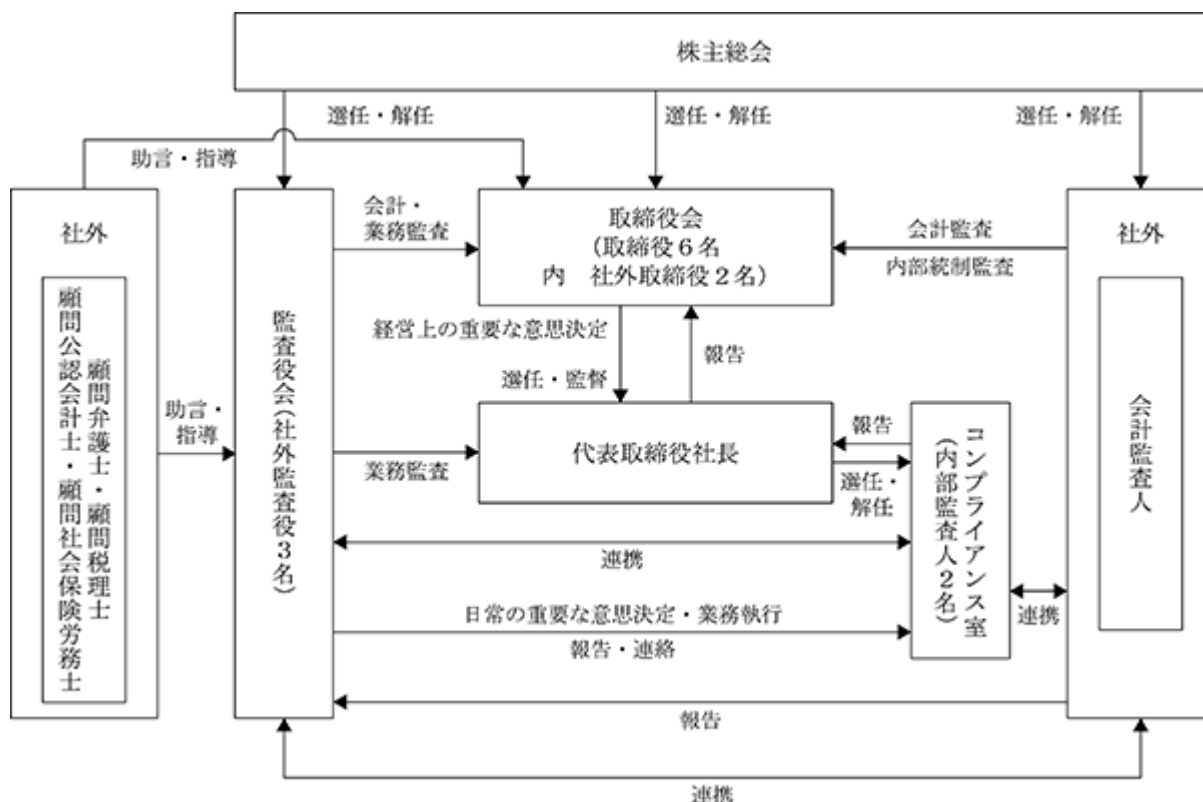 株主総会
選任・解任
選任・解任
選任・解任
助言・指導
社外
顧問弁護士・顧問税理士
顧問公認会計士・顧問社会保険労務士
助言・
指導
監査役会(社外監査役3名)
会計・
業務監査
取締役会
(取締役6名
内 社外取締役2名)
会計監査
内部統制監査
社外
会計監査人
経営上の重要な意思決定
選任・監督
報告
業務監査
代表取締役社長
報告
選任・
解任
コンプライアンス室
(内部監査人2名)
連携
連携
日常の重要な意思決定・業務執行
報告・連絡
報告
連携